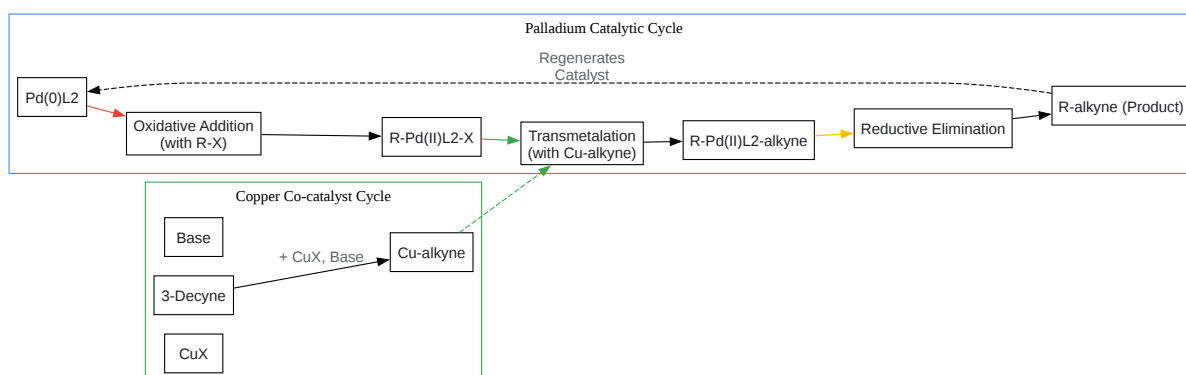 Palladium Catalytic Cycle
Regenerates
Catalyst
Pd(0)L2
Oxidative Addition
(with R-X)
R-Pd(II)L2-X
Transmetalation
(with Cu-alkyne)
R-Pd(II)L2-alkyne
Reductive Elimination
R-alkyne (Product)
Copper Co-catalyst Cycle
Base
3-Decyne
CuX
+ CuX, Base
Cu-alkyne